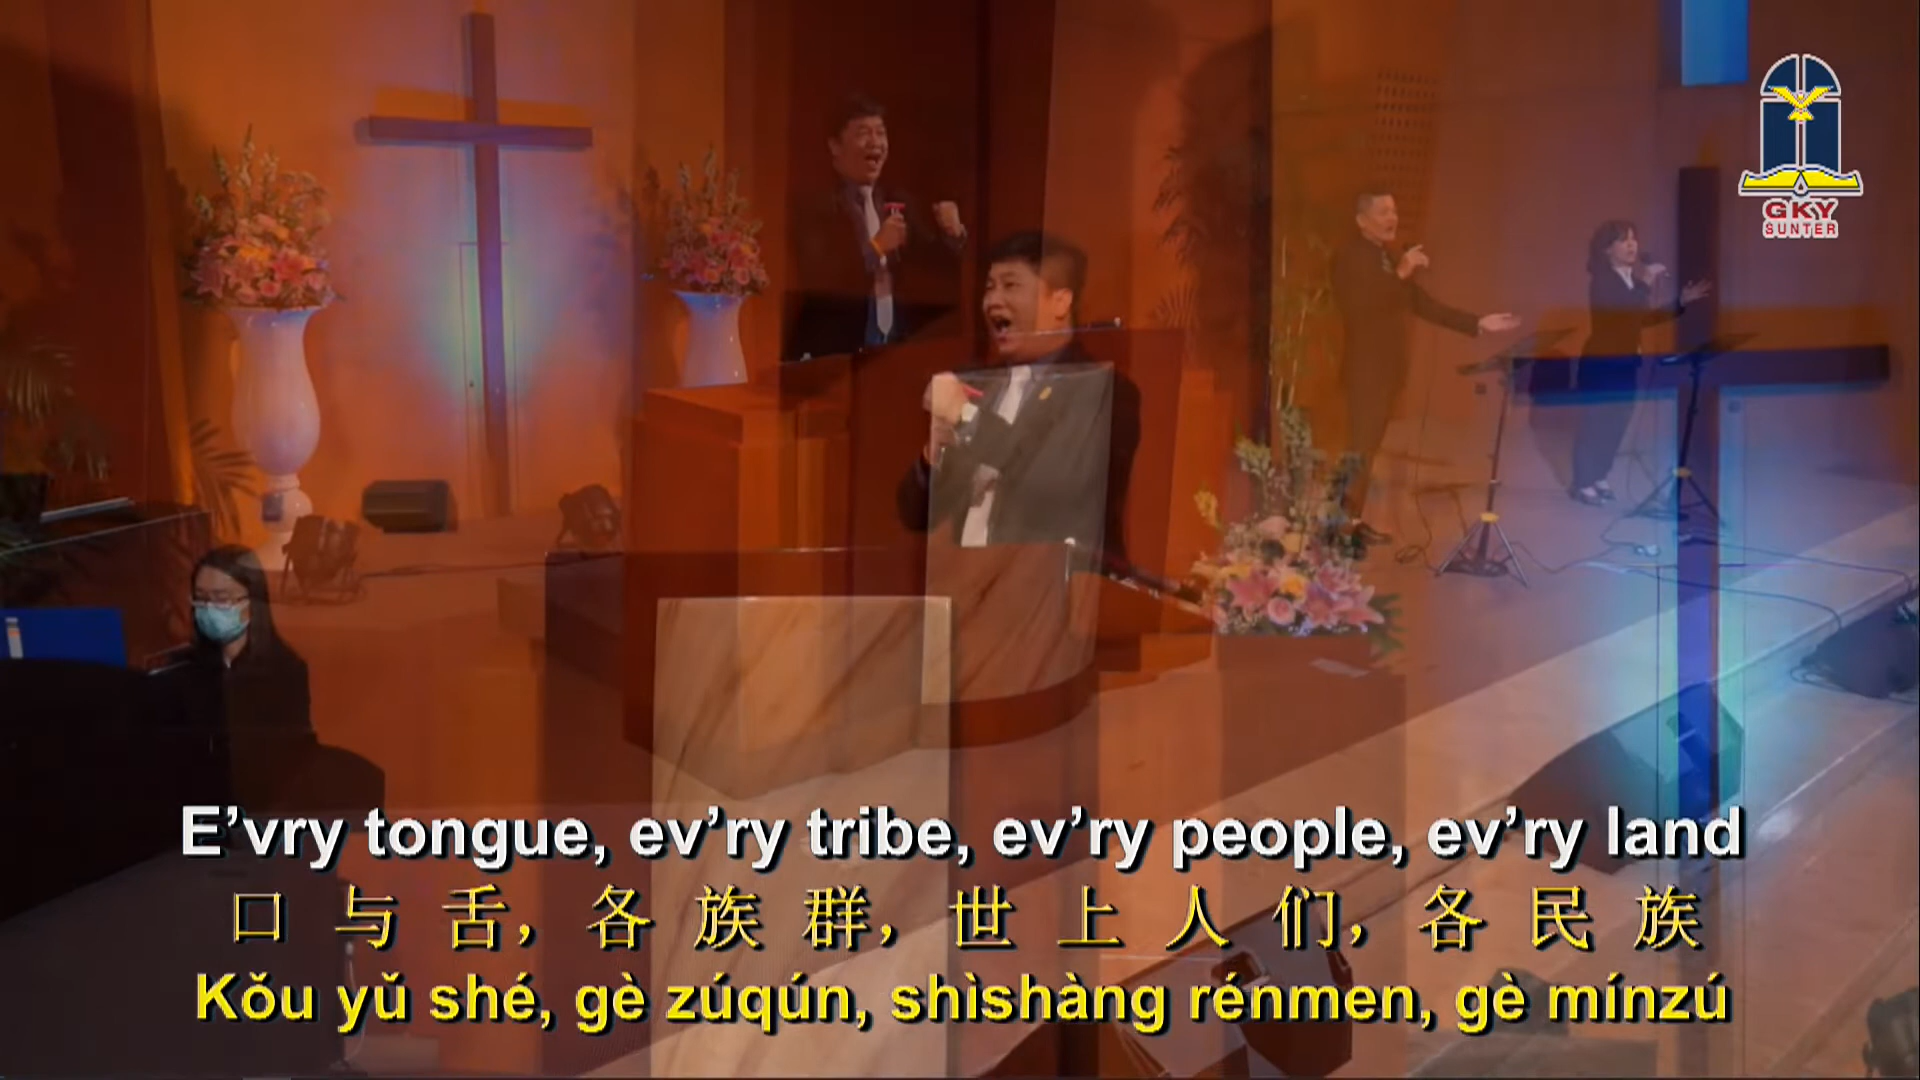 GKY
SUNTER
E’vry tongue, ev’ry tribe, ev’ry people, ev’ry land
口 与 舌，各 族 群，世 上 人 们，各 民 族
Kǒu yǔ shé, gè zúqún, shìshàng rénmen, gè mínzú